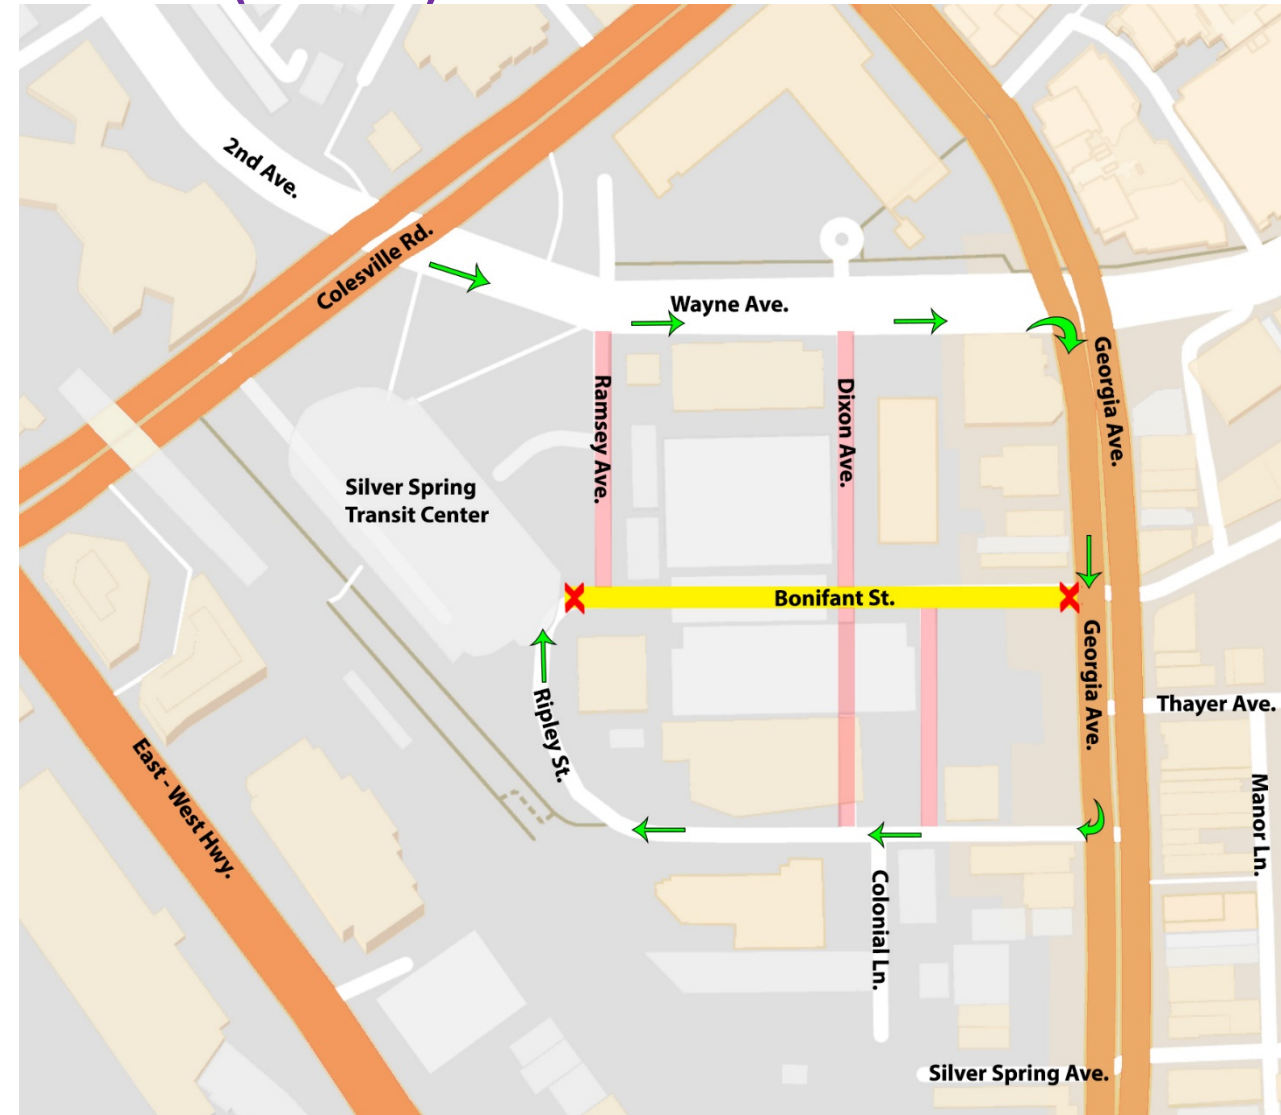 2nd Ave.
Colesville Rd.
Wayne Ave.
Georgia Ave.
Ramsey Ave.
Dixon Ave.
Silver Spring
Transit Center
Bonifant St.
Georgia Ave.
Ripley St.
Thayer Ave.
East - West Hwy.
Manor Ln.
Colonial Ln.
Silver Spring Ave.